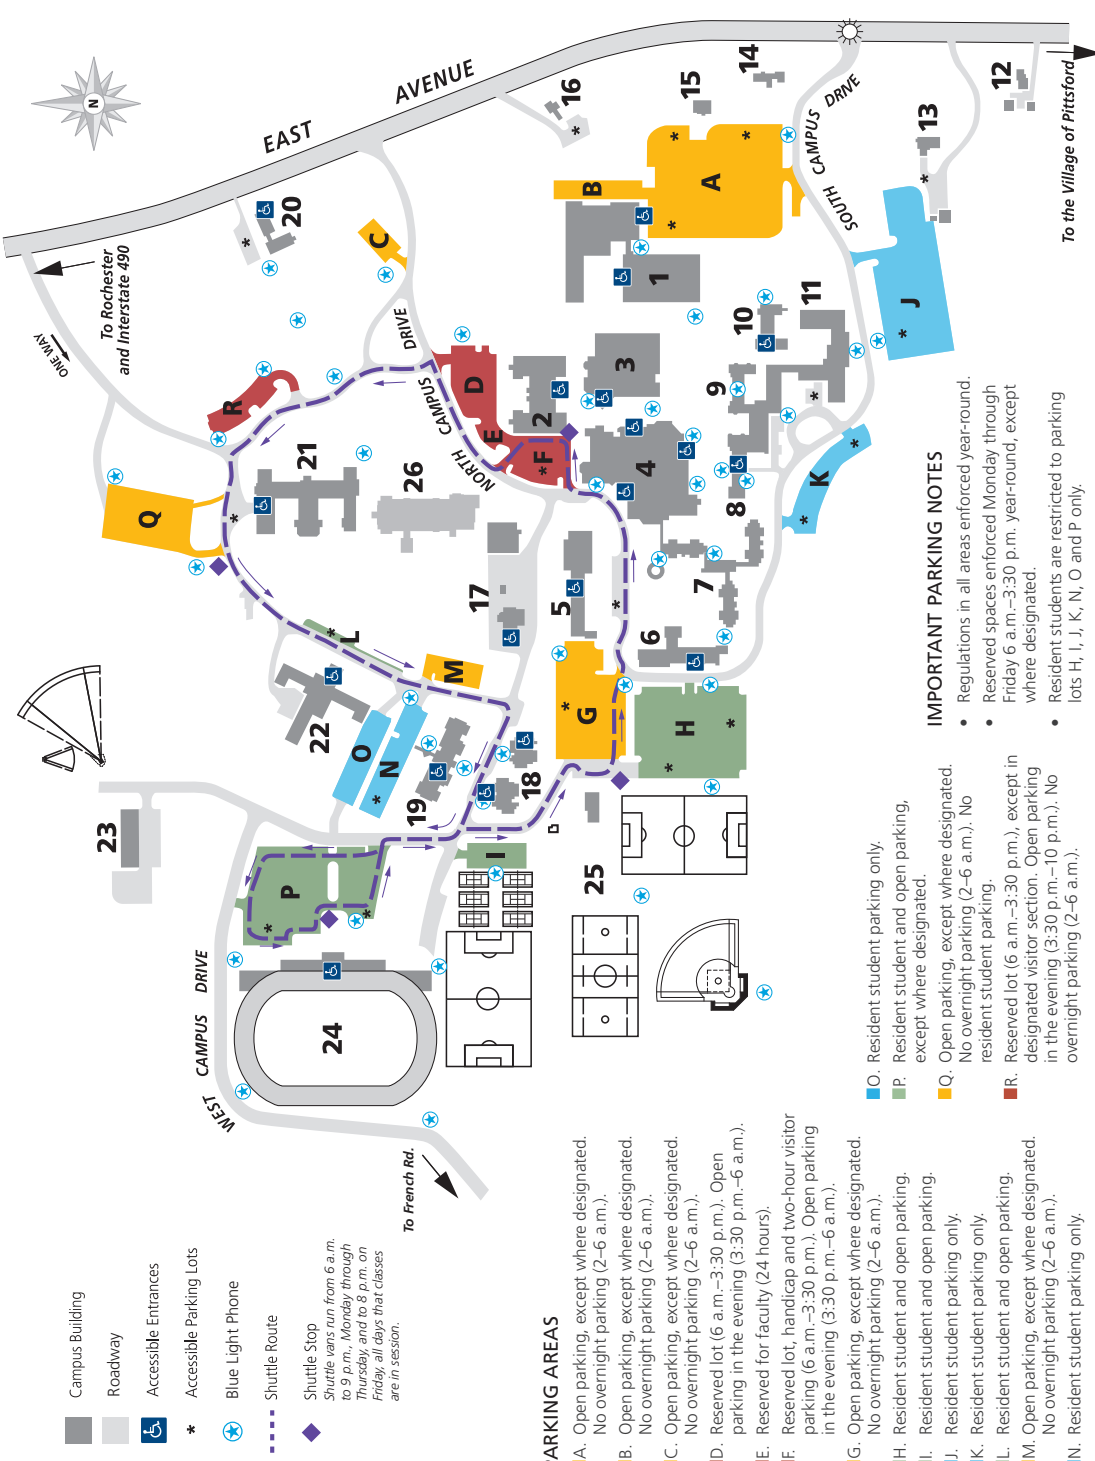 Campus Building
Roadway
Accessible Entrances
* Accessible Parking Lots
Blue Light Phone
Shuttle Route
Shuttle Stop
Shuttle vans run from 6 a.m.
to 9 p.m., Monday through
Thursday, and to 8 p.m. on
Friday, all days that classes
are in session.
ARKING AREAS
A. Open parking, except where designated.
No overnight parking (2–6 a.m.).
B. Open parking, except where designated.
No overnight parking (2–6 a.m.).
C. Open parking, except where designated.
No overnight parking (2–6 a.m.).
D. Reserved lot (6 a.m.–3:30 p.m.). Open
parking in the evening (3:30 p.m.–6 a.m.).
E. Reserved for faculty (24 hours).
F. Reserved lot, handicap and two-hour visitor
parking (6 a.m.–3:30 p.m.). Open parking
in the evening (3:30 p.m.–6 a.m.).
G. Open parking, except where designated.
No overnight parking (2–6 a.m.).
H. Resident student and open parking.
I. Resident student and open parking.
J. Resident student parking only.
K. Resident student parking only.
L. Resident student and open parking.
M. Open parking, except where designated.
No overnight parking (2–6 a.m.).
N. Resident student parking only.
O. Resident student parking only.
P. Resident student and open parking,
except where designated.
Q. Open parking, except where designated.
No overnight parking (2–6 a.m.). No
resident student parking.
R. Reserved lot (6 a.m.–3:30 p.m.), except in
designated visitor section. Open parking
in the evening (3:30 p.m.–10 p.m.). No
overnight parking (2–6 a.m.).
IMPORTANT PARKING NOTES
• Regulations in all areas enforced year-round.
• Reserved spaces enforced Monday through
Friday 6 a.m.–3:30 p.m. year-round, except
where designated.
• Resident students are restricted to parking
lots H, I, J, K, N, O and P only.
N
EAST AVENUE
To Rochester
and Interstate 490
ONE WAY
NORTH CAMPUS DRIVE
SOUTH CAMPUS DRIVE
WEST CAMPUS DRIVE
To French Rd.
To the Village of Pittsford
A
B
C
D
E
F
G
H
I
J
K
L
M
N
O
P
Q
R
1
2
3
4
5
6
7
8
9
10
11
12
13
14
15
16
17
18
19
20
21
22
23
24
25
26